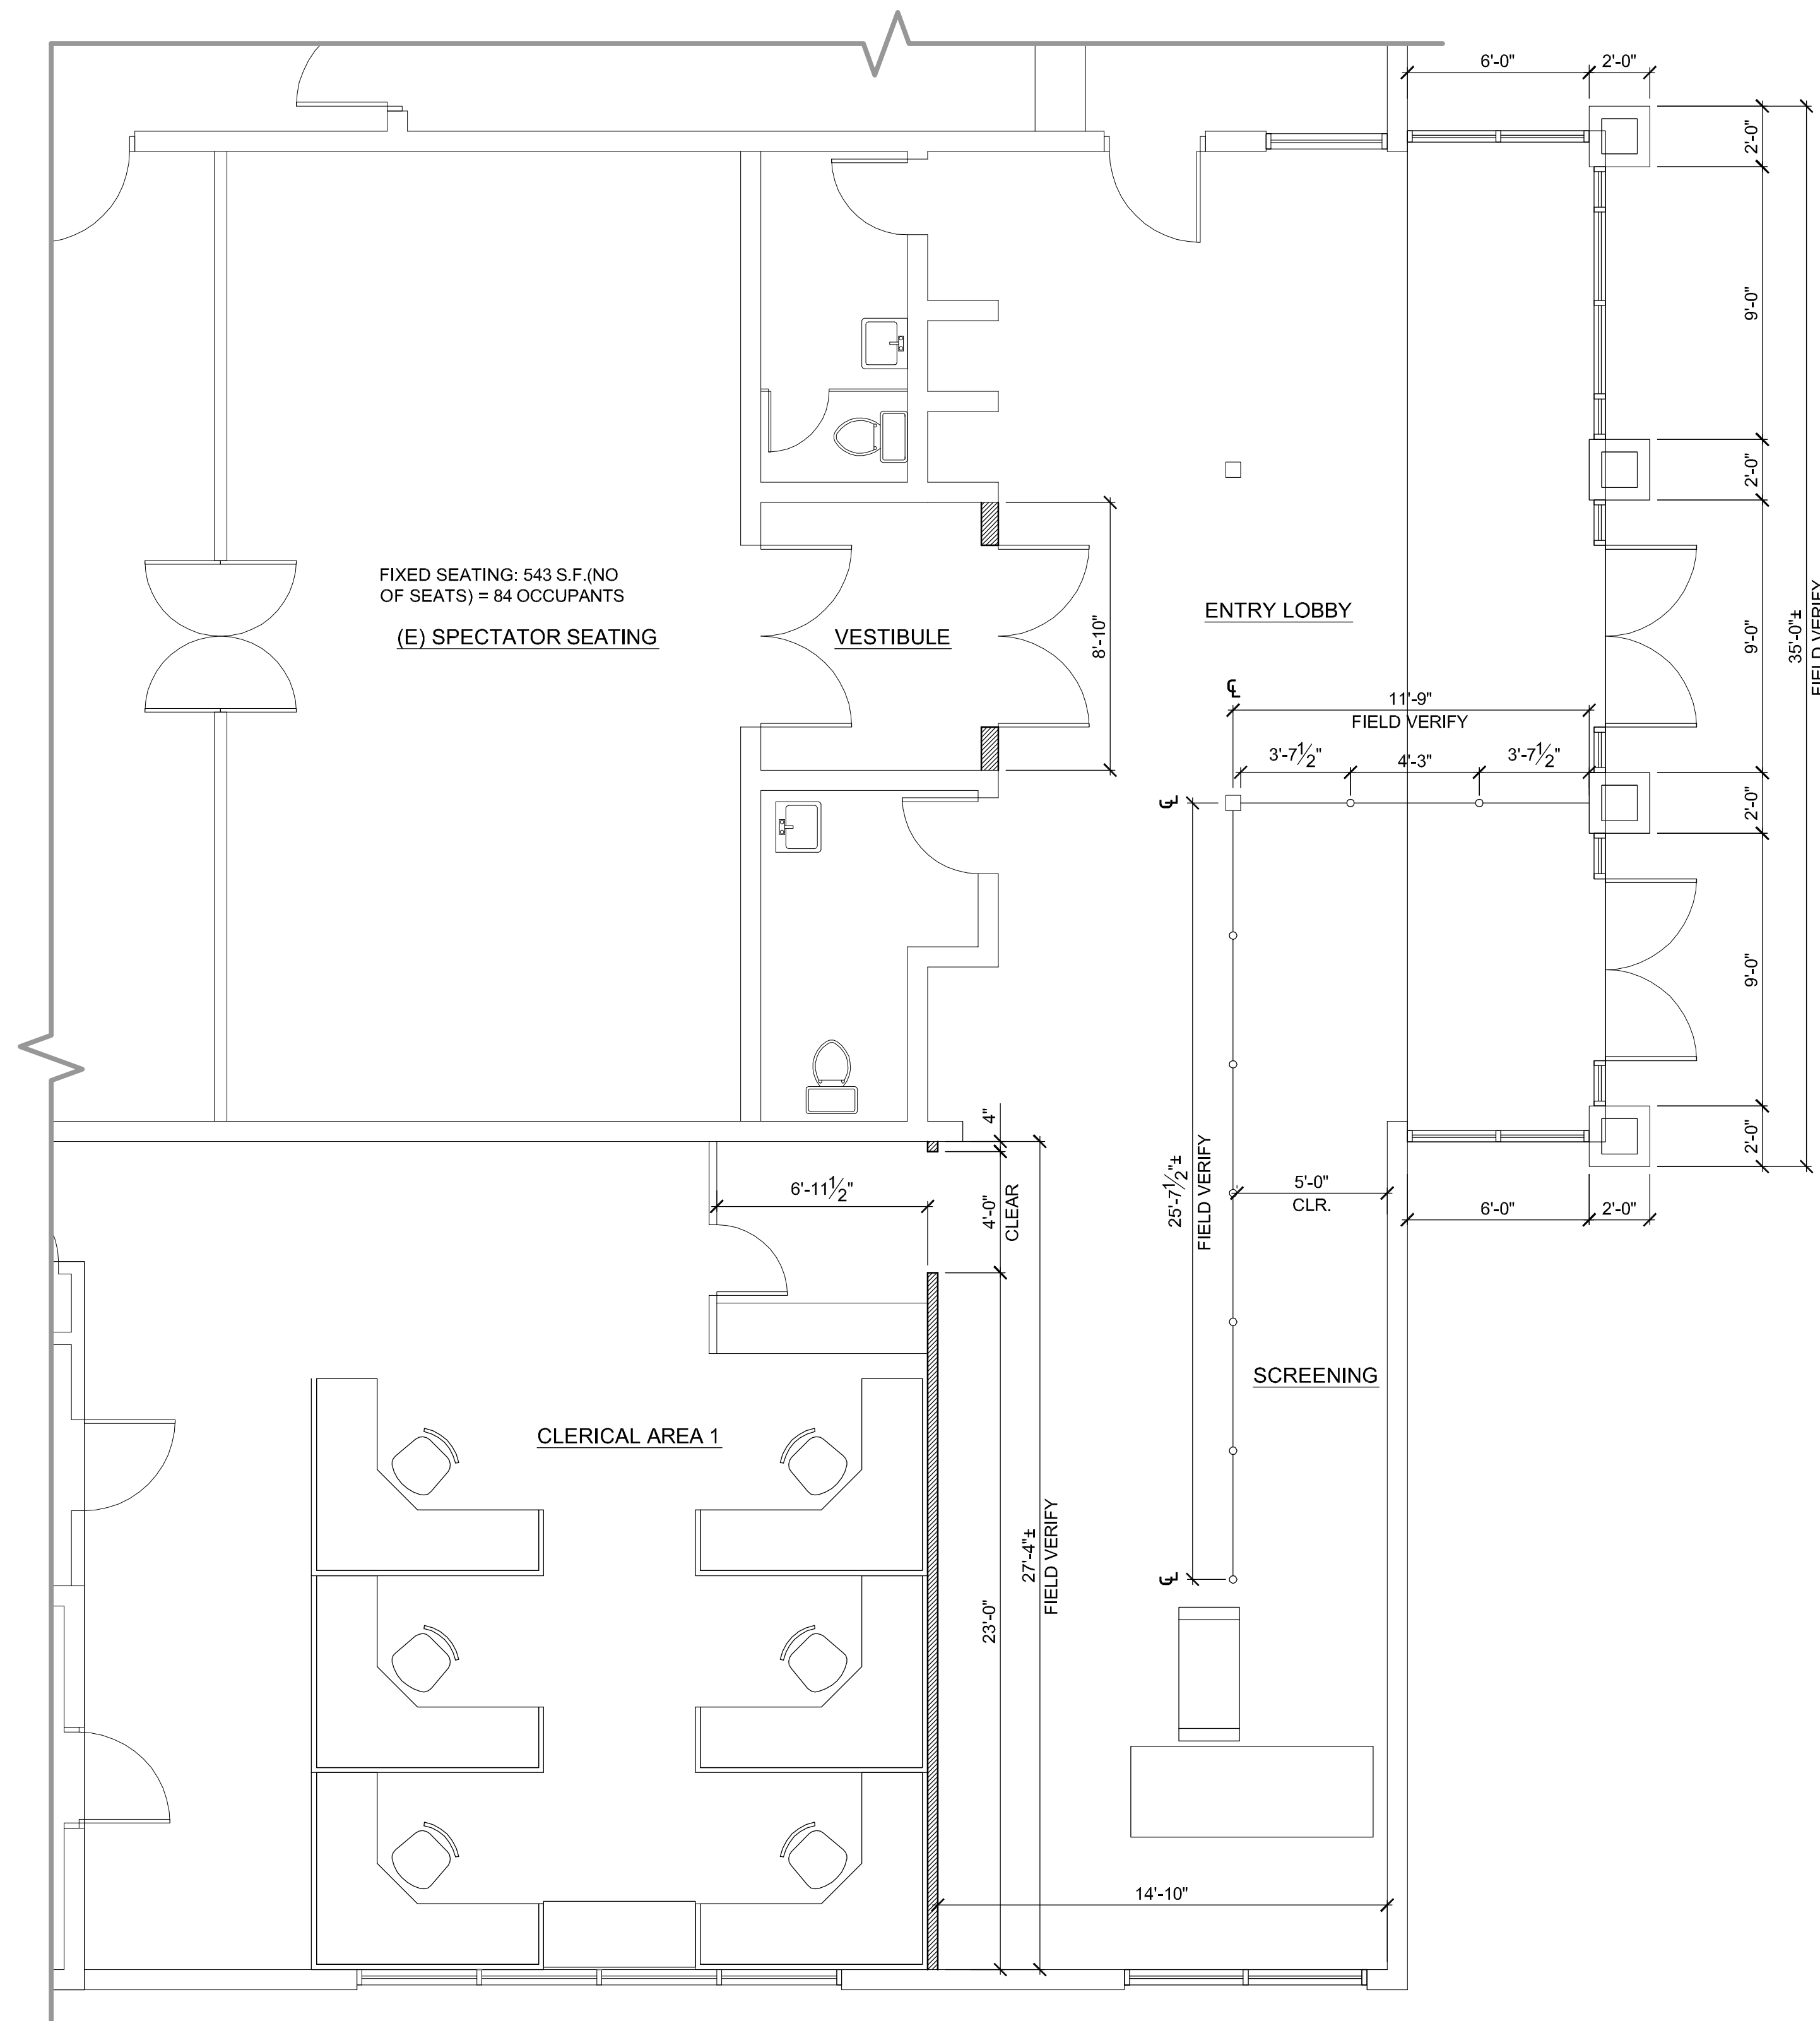 6'-0"
2'-0"
2'-0"
9'-0"
2'-0"
9'-0"
35'-0"±
FIELD VERIFY
2'-0"
9'-0"
2'-0"
6'-0"
2'-0"
FIXED SEATING: 543 S.F.(NO
OF SEATS) = 84 OCCUPANTS
(E) SPECTATOR SEATING
VESTIBULE
8'-10"
ENTRY LOBBY
℄
11'-9"
FIELD VERIFY
3'-7½"
4'-3"
3'-7½"
℄
25'-7½"±
FIELD VERIFY
5'-0"
CLR.
℄
4"
4'-0"
CLEAR
6'-11½"
23'-0"
27'-4"±
FIELD VERIFY
SCREENING
CLERICAL AREA 1
14'-10"